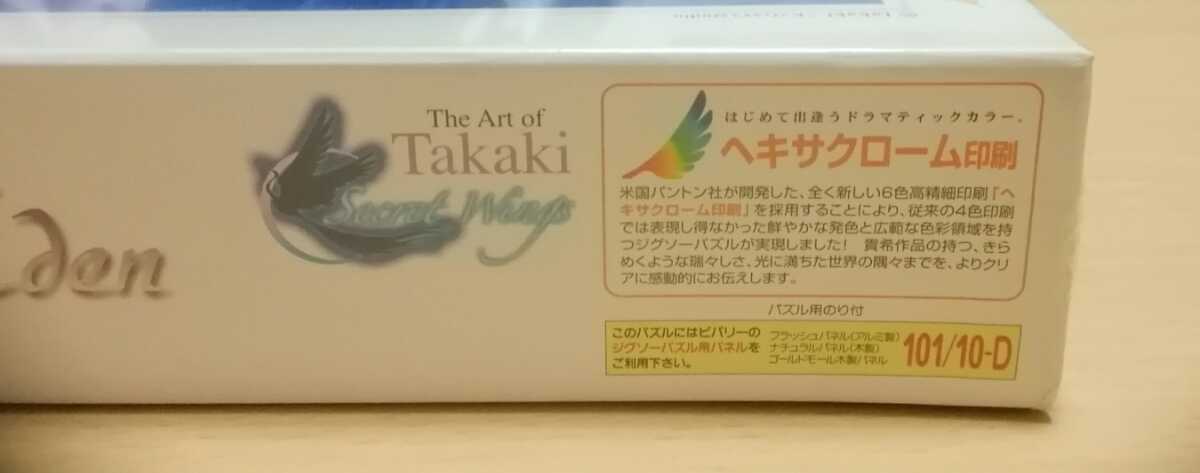 The Art of
Takaki
Secret Wings
den
はじめて出逢うドラマティックカラー。
ヘキサクローム印刷
米国パントン社が開発した、全く新しい6色高精細印刷「ヘ
キサクローム印刷」を採用することにより、従来の4色印刷
では表現し得なかった鮮やかな発色と広範な色彩領域を持
つジグソーパズルが実現しました! 貴希作品の持つ、きら
めくような瑞々しさ、光に満ちた世界の隅々までを、よりクリ
アに感動的にお伝えします。
パズル用のり付
このパズルにはビバリーの
ジグソーパズル用パネルを
ご利用下さい。
フラッシュパネル(アルミ製)
ナチュラルパネル(木製)
ゴールドモール木製パネル
101/10-D